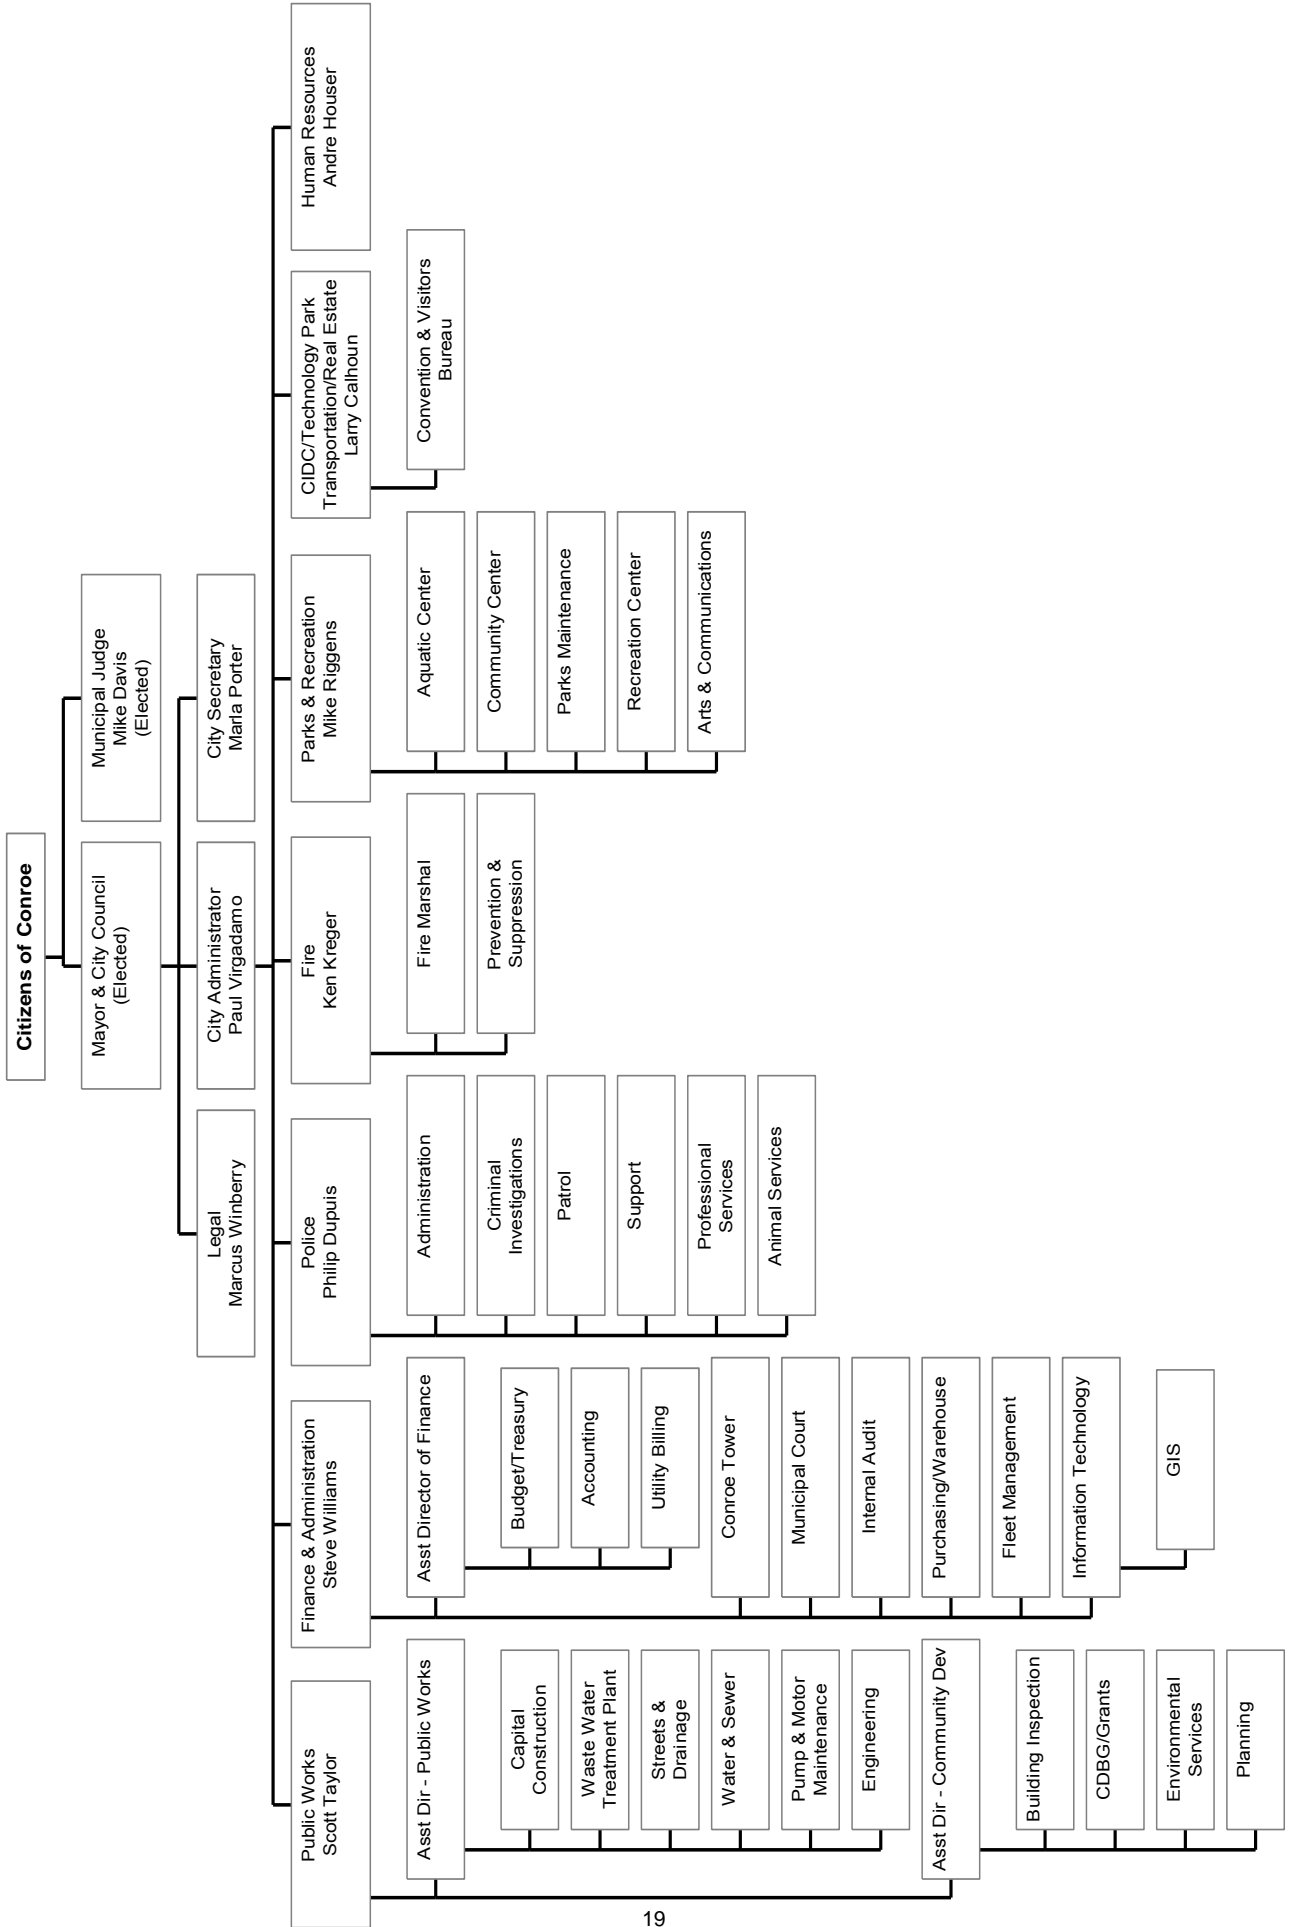 Citizens of Conroe
Mayor & City Council
(Elected)
Municipal Judge
Mike Davis
(Elected)
Legal
Marcus Winberry
City Administrator
Paul Virgadamo
City Secretary
Marla Porter
Public Works
Scott Taylor
Asst Dir - Public Works
Capital
Construction
Waste Water
Treatment Plant
Streets &
Drainage
Water & Sewer
Pump & Motor
Maintenance
Engineering
Asst Dir - Community Dev
Building Inspection
CDBG/Grants
Environmental
Services
Planning
Finance & Administration
Steve Williams
Asst Director of Finance
Budget/Treasury
Accounting
Utility Billing
Conroe Tower
Municipal Court
Internal Audit
Purchasing/Warehouse
Fleet Management
Information Technology
GIS
Police
Philip Dupuis
Administration
Criminal
Investigations
Patrol
Support
Professional
Services
Animal Services
Fire
Ken Kreger
Fire Marshal
Prevention &
Suppression
Parks & Recreation
Mike Riggens
Aquatic Center
Community Center
Parks Maintenance
Recreation Center
Arts & Communications
CIDC/Technology Park
Transportation/Real Estate
Larry Calhoun
Convention & Visitors
Bureau
Human Resources
Andre Houser
19